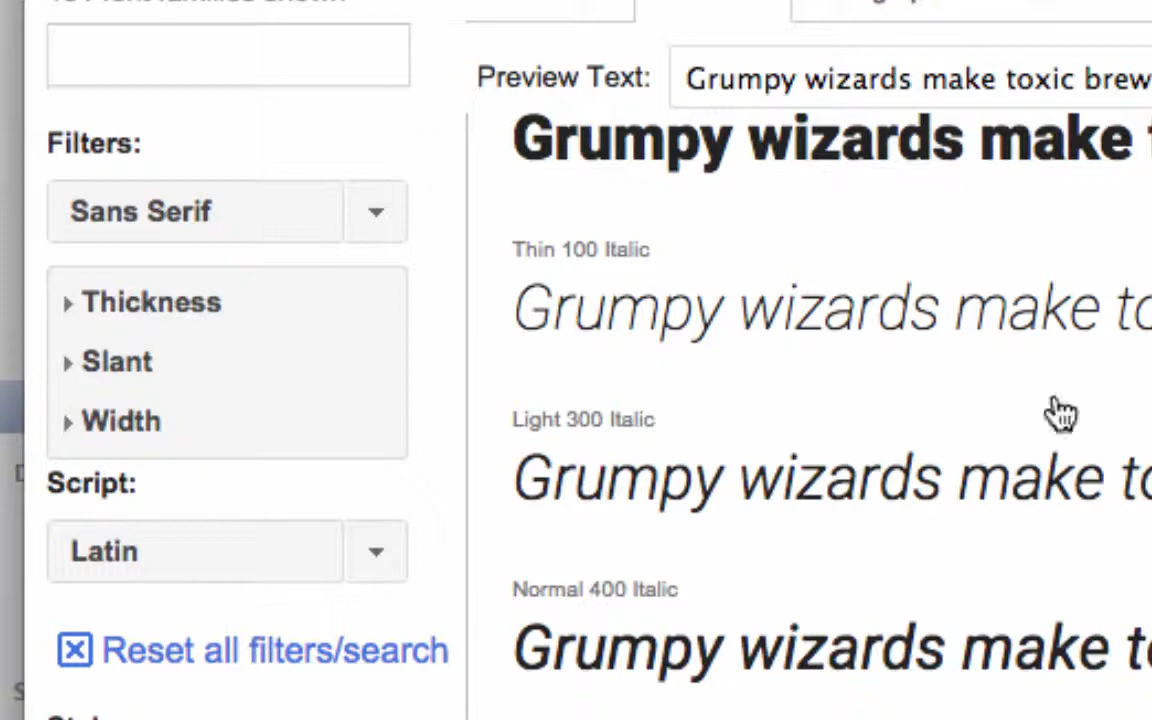 Preview Text: Grumpy wizards make toxic brew
Filters:
Sans Serif
Thickness
Slant
Width
Script:
Latin
Reset all filters/search
Grumpy wizards make
Thin 100 Italic
Grumpy wizards make to
Light 300 Italic
Grumpy wizards make to
Normal 400 Italic
Grumpy wizards make to